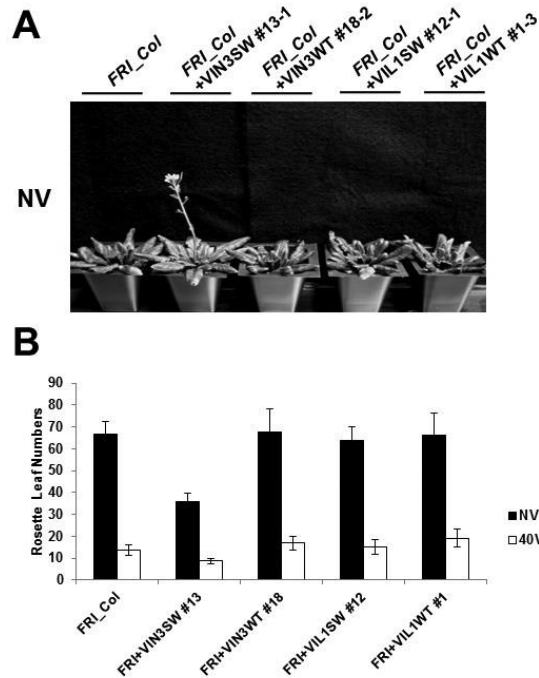 A
FRI_Col
FRI_Col
+VIN3SW #13-1
FRI_Col
+VIN3WT #18-2
FRI_Col
+VIL1SW #12-1
FRI_Col
+VIL1WT #1-3
NV
B
Rosette Leaf Numbers
90
80
70
60
50
40
30
20
10
0
NV
40V
FRI_Col
FRI+VIN3SW #13
FRI+VIN3WT #18
FRI+VIL1SW #12
FRI+VIL1WT #1